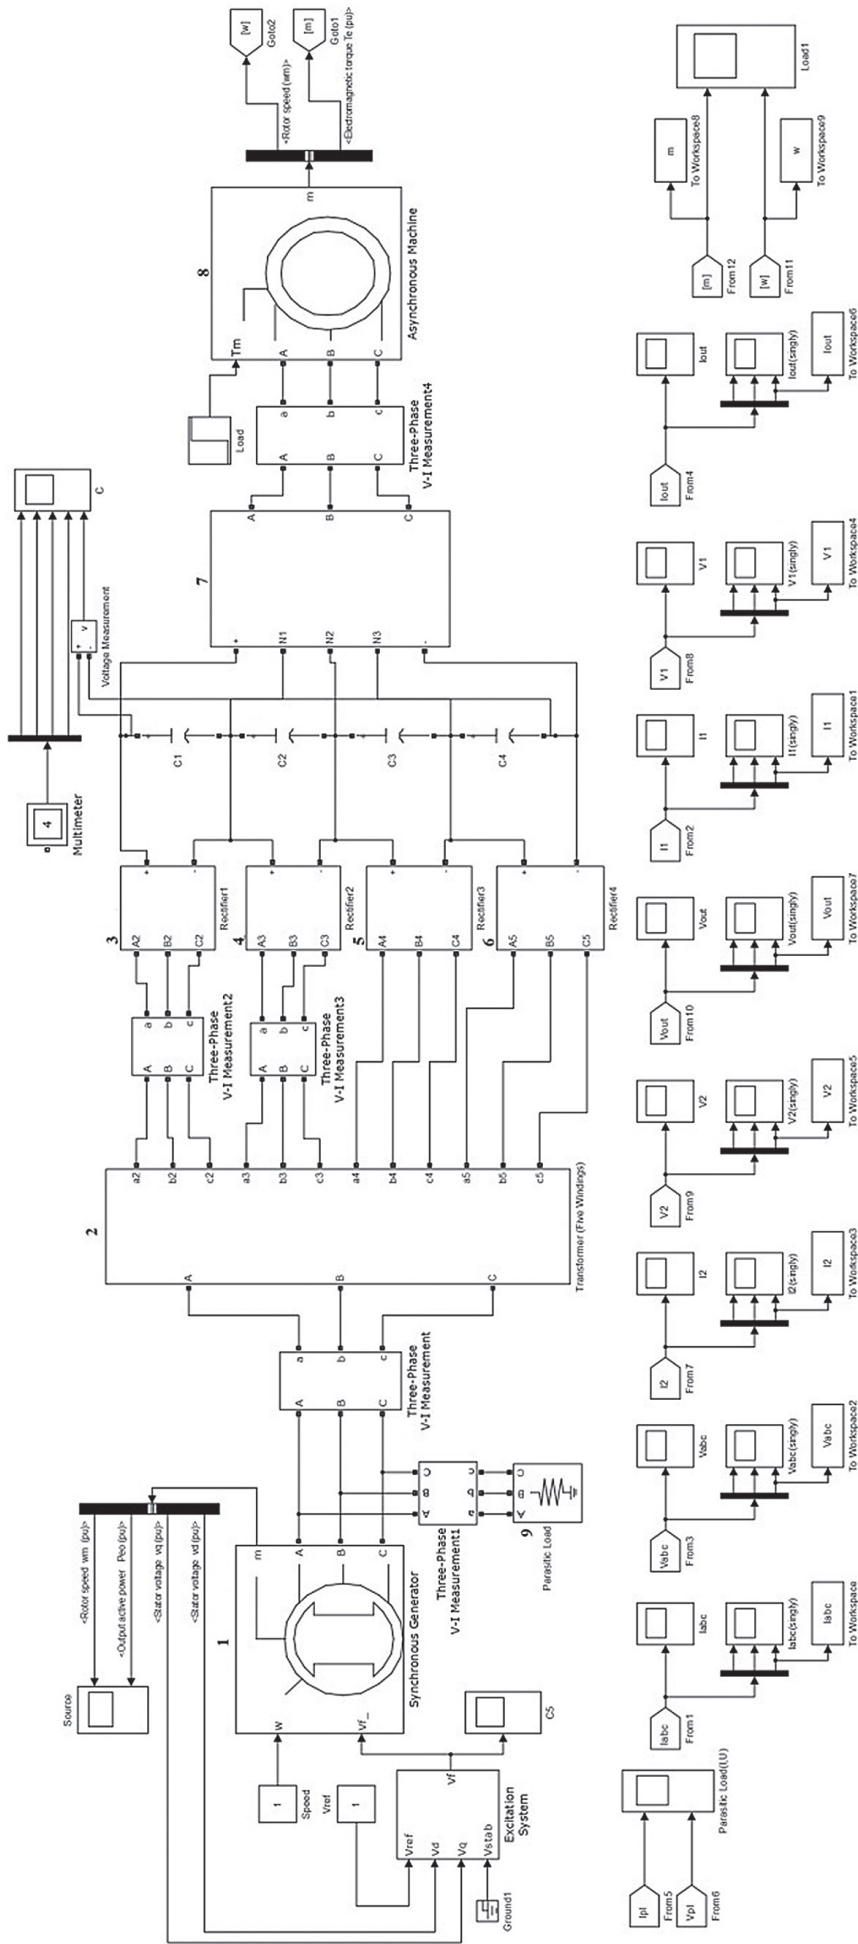 Source
<Rotor speed wm (pu)>
<Output active power Peo (pu)>
<Stator voltage vq (pu)>
<Stator voltage vd (pu)>
1
Speed
1
Vref
Vref
Vd
Vq
Vstab
Vf
Excitation
System
Ground1
C5
1
w
Vf_
m
A
B
C
Synchronous Generator
A
B
C
a
b
c
Three-Phase
V-I Measurement1
A
B
C
9
Parasitic Load
A
B
C
a
b
c
Three-Phase
V-I Measurement
2
A
B
C
a2
b2
c2
a3
b3
c3
a4
b4
c4
a5
b5
c5
Transformer (Five Windings)
A
B
C
a
b
c
Three-Phase
V-I Measurement2
A
B
C
a
b
c
Three-Phase
V-I Measurement3
3
A2
B2
C2
+
-
Rectifier1
4
A3
B3
C3
+
-
Rectifier2
5
A4
B4
C4
+
-
Rectifier3
6
A5
B5
C5
+
-
Rectifier4
4
Multimeter
C1
C2
C3
C4
+
-
v
Voltage Measurement
C
7
+
N1
N2
N3
-
A
B
C
Load
A
B
C
a
b
c
Three-Phase
V-I Measurement4
8
Tm
A
B
C
m
Asynchronous Machine
<Rotor speed (wm)>
<Electromagnetic torque Te (pu)>
[w]
Goto2
[m]
Goto1
Ipl
From5
Vpl
From6
Parasitic Load(I,U)
Iabc
From1
Iabc
Iabc(singly)
Iabc
To Workspace
Vabc
From3
Vabc
Vabc(singly)
Vabc
To Workspace2
I2
From7
I2
I2(singly)
I2
To Workspace3
V2
From9
V2
V2(singly)
V2
To Workspace5
Vout
From10
Vout
Vout(singly)
Vout
To Workspace7
I1
From2
I1
I1(singly)
I1
To Workspace1
V1
From8
V1
V1(singly)
V1
To Workspace4
Iout
From4
Iout
Iout(singly)
Iout
To Workspace6
[m]
From12
[w]
From11
m
To Workspace8
w
To Workspace9
Load1